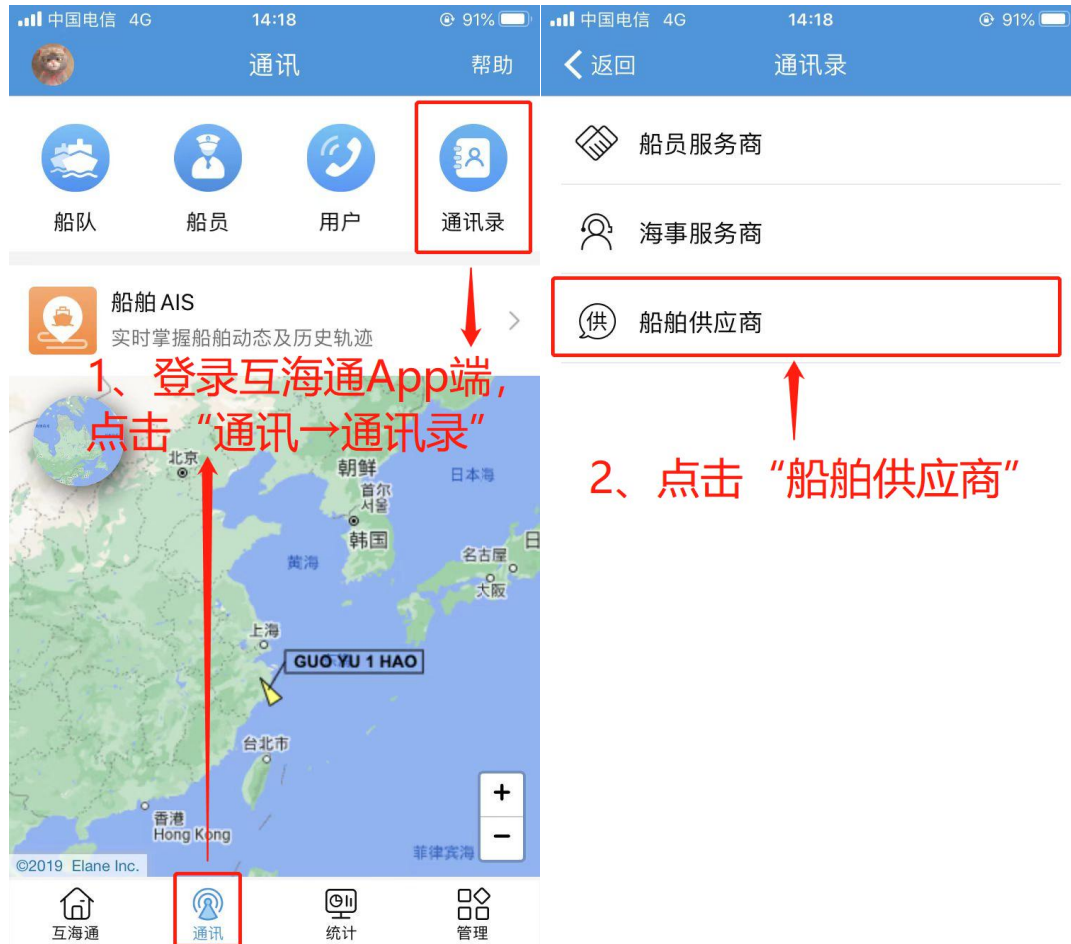 中国电信 4G 14:18 91%
通讯 帮助
船队 船员 用户 通讯录
船舶 AIS
实时掌握船舶动态及历史轨迹
1、登录互海通App端，
点击“通讯→通讯录”
北京
朝鲜
日本海
首尔
서울
韩国
日
黄海
名古屋
大阪
上海
GUO YU 1 HAO
台北市
香港
Hong Kong
菲律宾海
+
−
©2019 Elane Inc.
互海通 通讯 统计 管理
中国电信 4G 14:18 91%
返回 通讯录
船员服务商
海事服务商
供 船舶供应商
2、点击“船舶供应商”